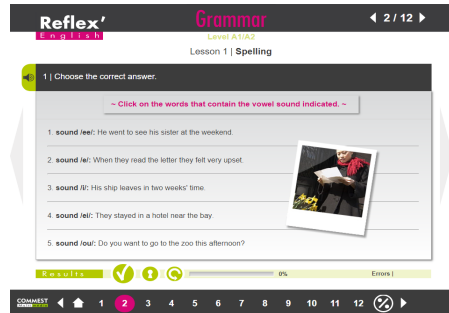 Reflex’
English
Grammar
2 / 12
Level A1/A2
Lesson 1 | Spelling
1 | Choose the correct answer.
~ Click on the words that contain the vowel sound indicated. ~
1. sound /ee/: He went to see his sister at the weekend.
2. sound /e/: When they read the letter they felt very upset.
3. sound /i/: His ship leaves in two weeks' time.
4. sound /ei/: They stayed in a hotel near the bay.
5. sound /ou/: Do you want to go to the zoo this afternoon?
Results
0%
Errors |
COMMEST
1 2 3 4 5 6 7 8 9 10 11 12